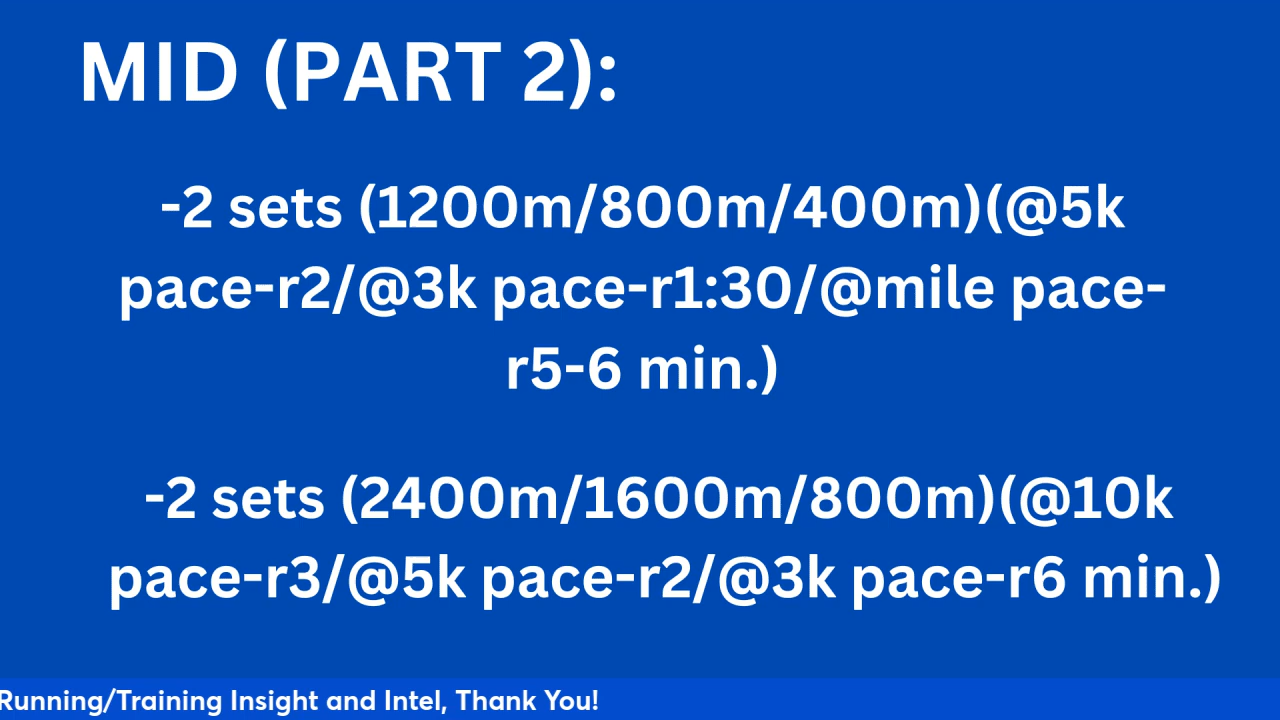 MID (PART 2):
-2 sets (1200m/800m/400m)(@5k
pace-r2/@3k pace-r1:30/@mile pace-
r5-6 min.)
-2 sets (2400m/1600m/800m)(@10k
pace-r3/@5k pace-r2/@3k pace-r6 min.)
Running/Training Insight and Intel, Thank You!